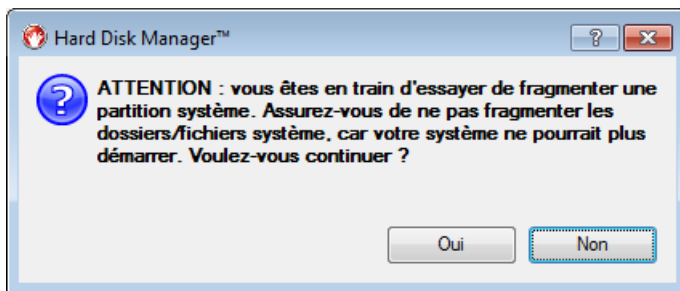 Hard Disk Manager™
ATTENTION : vous êtes en train d'essayer de fragmenter une
partition système. Assurez-vous de ne pas fragmenter les
dossiers/fichiers système, car votre système ne pourrait plus
démarrer. Voulez-vous continuer ?
Oui
Non